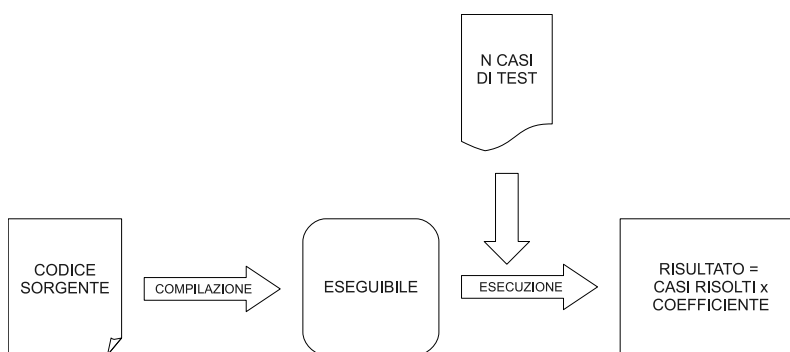 N CASI
DI TEST
CODICE
SORGENTE
COMPILAZIONE
ESEGUIBILE
ESECUZIONE
RISULTATO =
CASI RISOLTI x
COEFFICIENTE